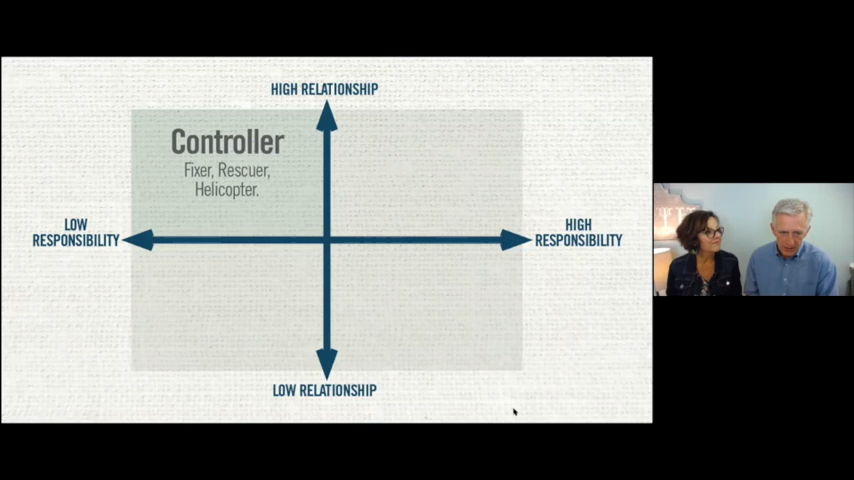 HIGH RELATIONSHIP
Controller
Fixer, Rescuer,
Helicopter.
LOW
RESPONSIBILITY
HIGH
RESPONSIBILITY
LOW RELATIONSHIP